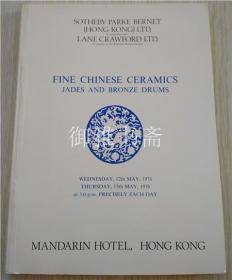 SOTHEBY PARKE BERNET
(HONG KONG) LTD.
LANE CRAWFORD LTD.
FINE CHINESE CERAMICS
JADES AND BRONZE DRUMS
WEDNESDAY, 12th MAY, 1976
THURSDAY, 13th MAY, 1976
at 3.0 p.m. PRECISELY EACH DAY
MANDARIN HOTEL, HONG KONG